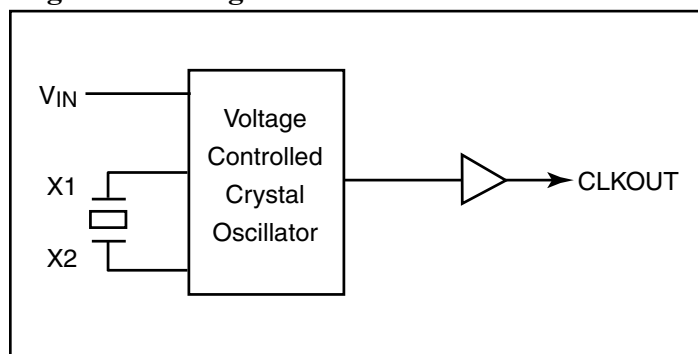 V_IN
Voltage
Controlled
Crystal
Oscillator
X1
X2
CLKOUT